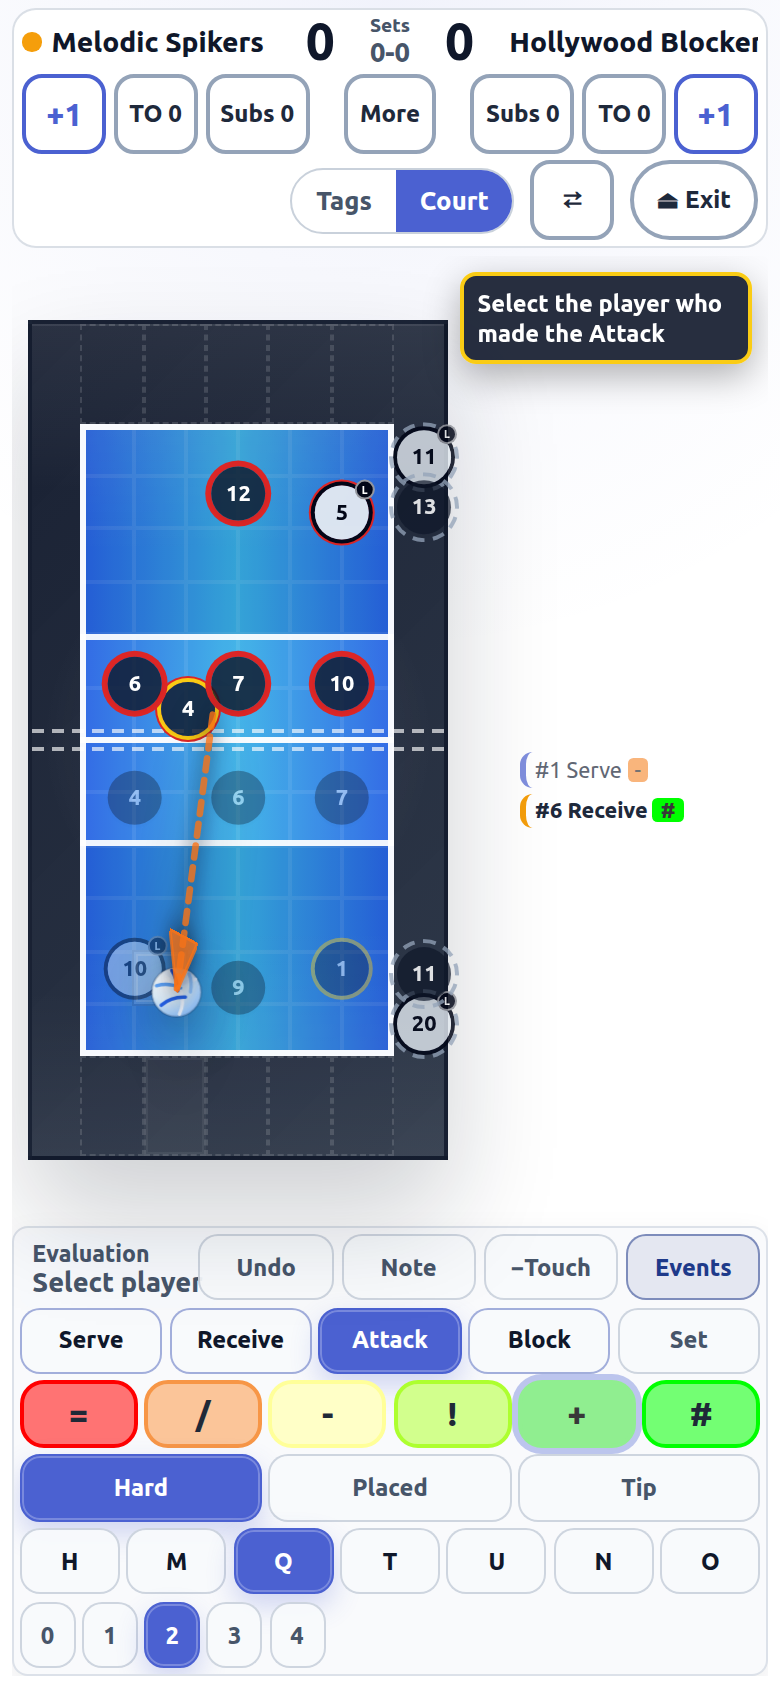 Melodic Spikers 0 Sets 0-0 0 Hollywood Blocker
+1 TO 0 Subs 0 More Subs 0 TO 0 +1
Tags Court ⇄ ⏏ Exit
Select the player who
made the Attack
11 L
12
5 L
13
6
7
10
4
4
6
7
#1 Serve -
#6 Receive #
10 L
9
1
11
20 L
Evaluation
Select player
Undo Note –Touch Events
Serve Receive Attack Block Set
= / - ! + #
Hard Placed Tip
H M Q T U N O
0 1 2 3 4